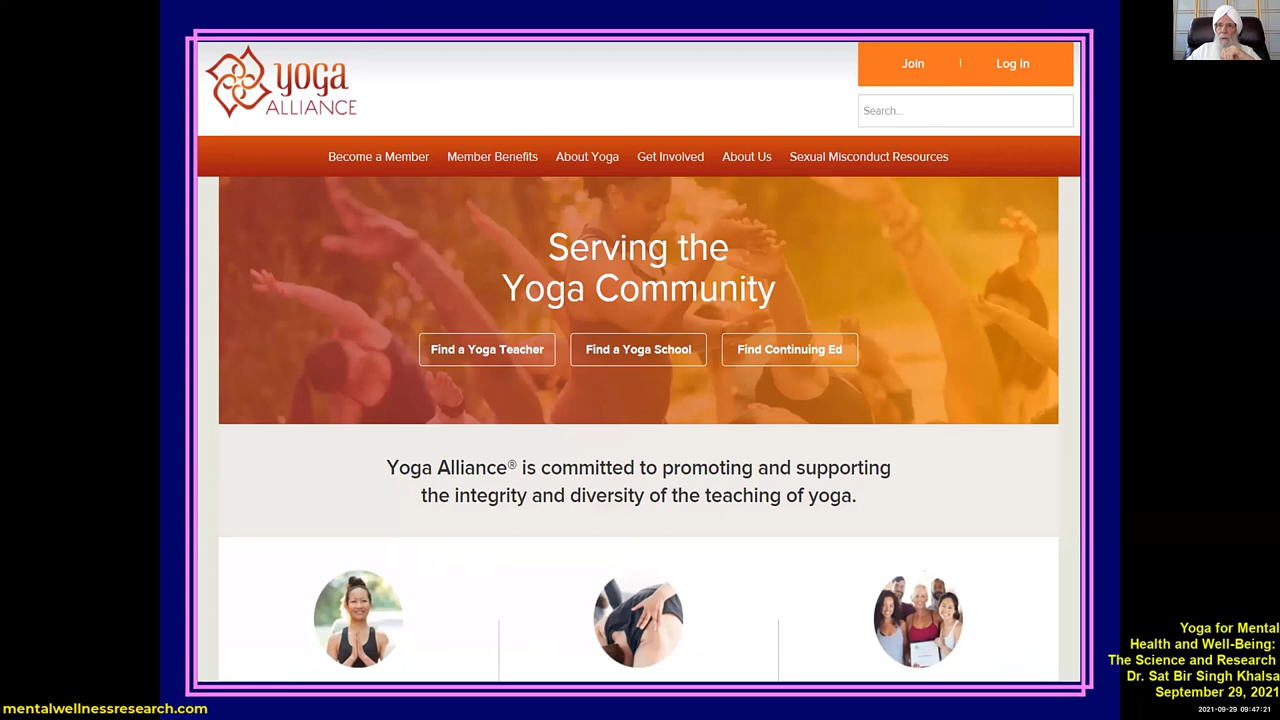 yoga
ALLIANCE
Join | Log In
Search...
Become a Member Member Benefits About Yoga Get Involved About Us Sexual Misconduct Resources
Serving the
Yoga Community
Find a Yoga Teacher Find a Yoga School Find Continuing Ed
Yoga Alliance® is committed to promoting and supporting
the integrity and diversity of the teaching of yoga.
Yoga for Mental
Health and Well-Being:
The Science and Research
Dr. Sat Bir Singh Khalsa
September 29, 2021
mentalwellnessresearch.com
2021-09-29 09:47:21